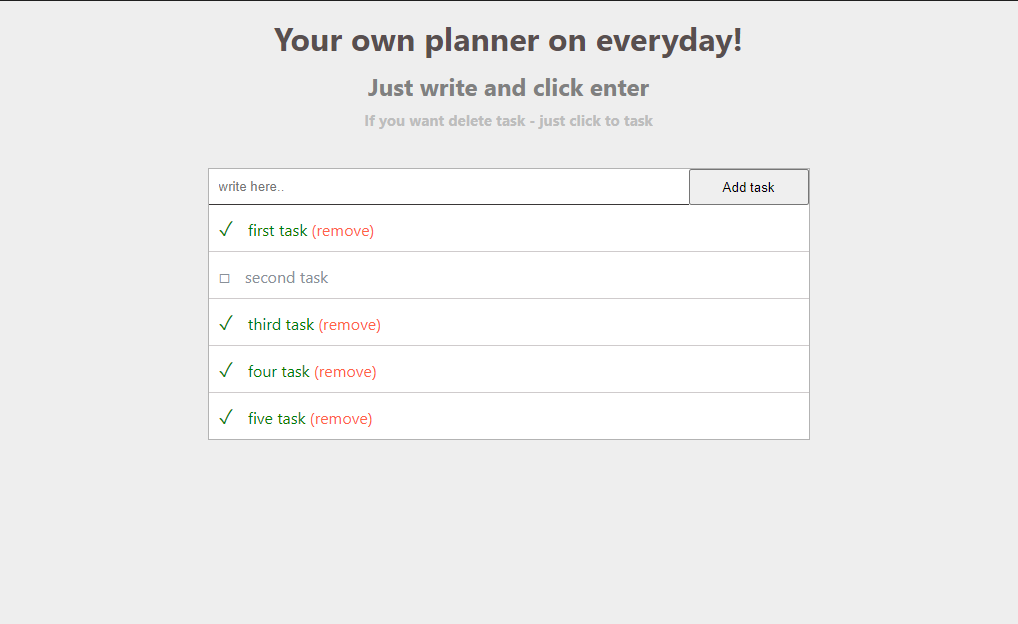 Your own planner on everyday!
Just write and click enter
If you want delete task - just click to task
write here.. Add task
✓ first task (remove)
☐ second task
✓ third task (remove)
✓ four task (remove)
✓ five task (remove)